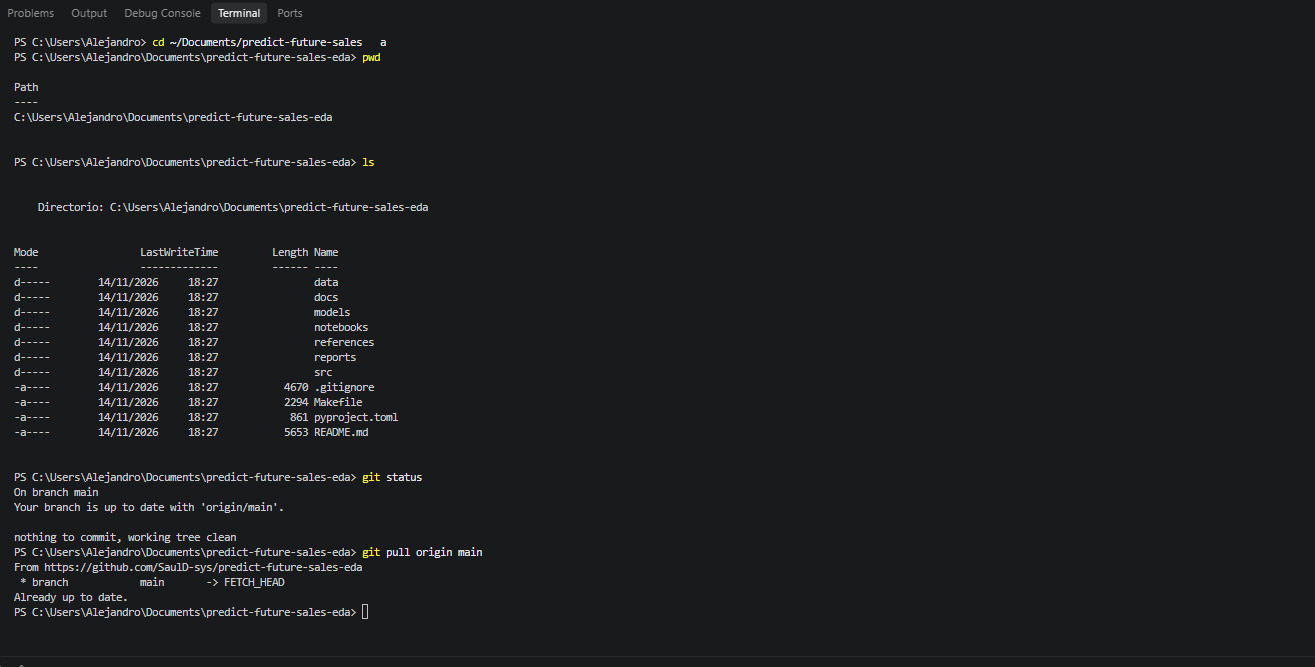 Problems Output Debug Console Terminal Ports
PS C:\Users\Alejandro> cd ~/Documents/predict-future-sales a
PS C:\Users\Alejandro\Documents\predict-future-sales-eda> pwd
Path
----
C:\Users\Alejandro\Documents\predict-future-sales-eda
PS C:\Users\Alejandro\Documents\predict-future-sales-eda> ls
Directorio: C:\Users\Alejandro\Documents\predict-future-sales-eda
Mode LastWriteTime Length Name
---- ------------- ------ ----
d----- 14/11/2026 18:27 data
d----- 14/11/2026 18:27 docs
d----- 14/11/2026 18:27 models
d----- 14/11/2026 18:27 notebooks
d----- 14/11/2026 18:27 references
d----- 14/11/2026 18:27 reports
d----- 14/11/2026 18:27 src
-a---- 14/11/2026 18:27 4670 .gitignore
-a---- 14/11/2026 18:27 2294 Makefile
-a---- 14/11/2026 18:27 861 pyproject.toml
-a---- 14/11/2026 18:27 5653 README.md
PS C:\Users\Alejandro\Documents\predict-future-sales-eda> git status
On branch main
Your branch is up to date with 'origin/main'.
nothing to commit, working tree clean
PS C:\Users\Alejandro\Documents\predict-future-sales-eda> git pull origin main
From https://github.com/SaulD-sys/predict-future-sales-eda
* branch main -> FETCH_HEAD
Already up to date.
PS C:\Users\Alejandro\Documents\predict-future-sales-eda>